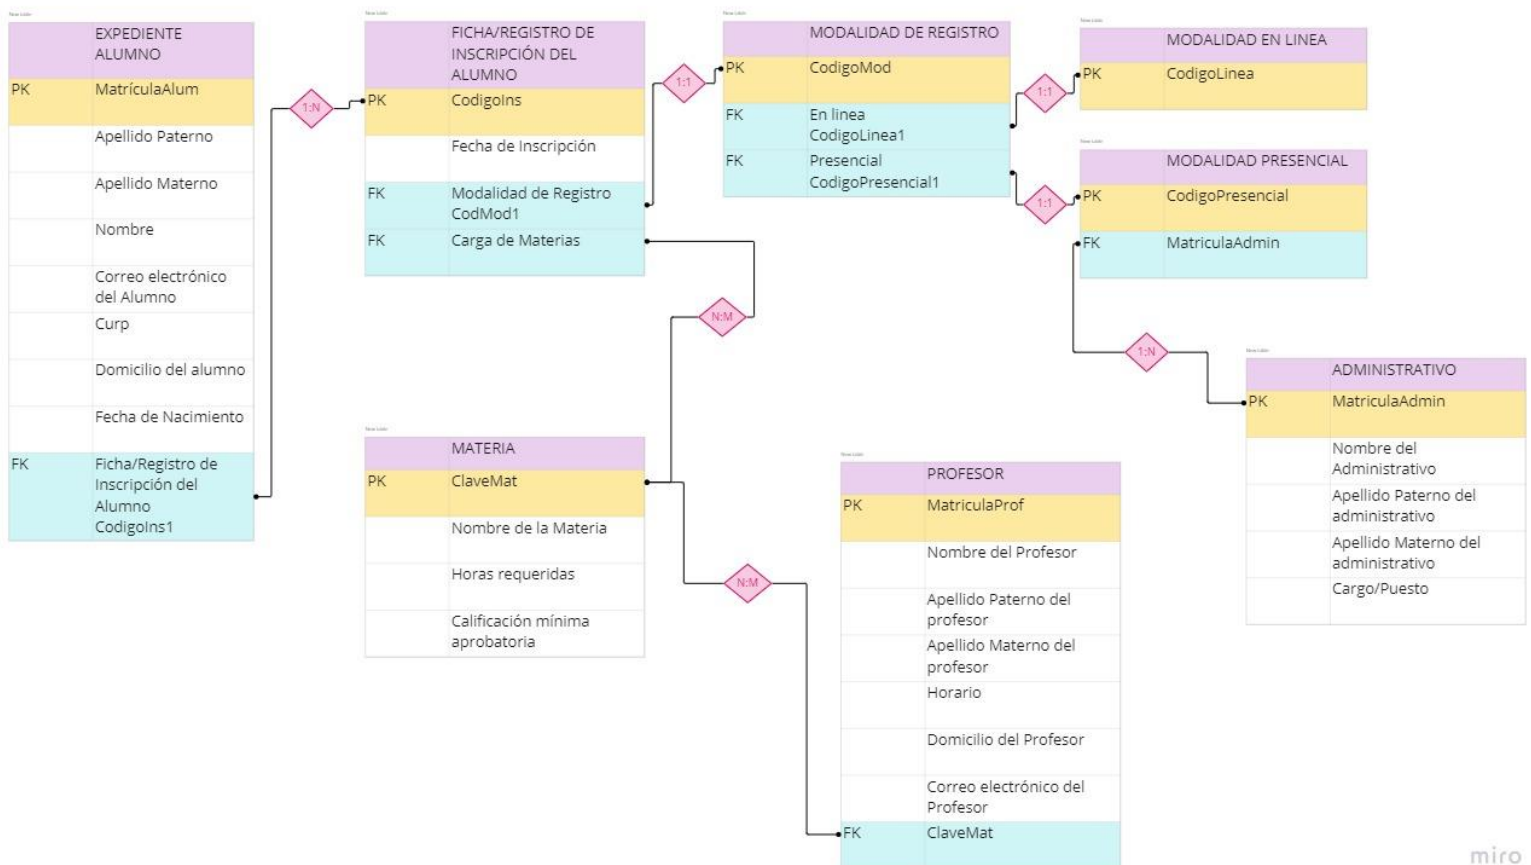 EXPEDIENTE
ALUMNO
PK MatrículaAlum
Apellido Paterno
Apellido Materno
Nombre
Correo electrónico
del Alumno
Curp
Domicilio del alumno
Fecha de Nacimiento
FK Ficha/Registro de
Inscripción del
Alumno
CodigoIns1
1:N
FICHA/REGISTRO DE
INSCRIPCIÓN DEL
ALUMNO
PK CodigoIns
Fecha de Inscripción
FK Modalidad de Registro
CodMod1
FK Carga de Materias
1:1
MODALIDAD DE REGISTRO
PK CodigoMod
FK En linea
CodigoLinea1
FK Presencial
CodigoPresencial1
1:1
1:1
MODALIDAD EN LINEA
PK CodigoLinea
MODALIDAD PRESENCIAL
PK CodigoPresencial
FK MatriculaAdmin
N:M
1:N
ADMINISTRATIVO
PK MatriculaAdmin
Nombre del
Administrativo
Apellido Paterno del
administrativo
Apellido Materno del
administrativo
Cargo/Puesto
MATERIA
PK ClaveMat
Nombre de la Materia
Horas requeridas
Calificación mínima
aprobatoria
N:M
PROFESOR
PK MatriculaProf
Nombre del Profesor
Apellido Paterno del
profesor
Apellido Materno del
profesor
Horario
Domicilio del Profesor
Correo electrónico del
Profesor
FK ClaveMat
miro